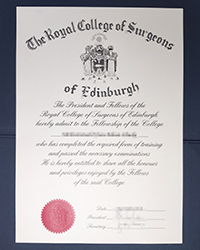 The Royal College of Surgeons
of Edinburgh
The President and Fellows of the
Royal College of Surgeons of Edinburgh
hereby admit to the Fellowship of the College
who has completed the required form of training
and passed the necessary examinations
He is hereby entitled to share all the honours
and privileges enjoyed by the Fellows
of the said College
Date
President
Secretary